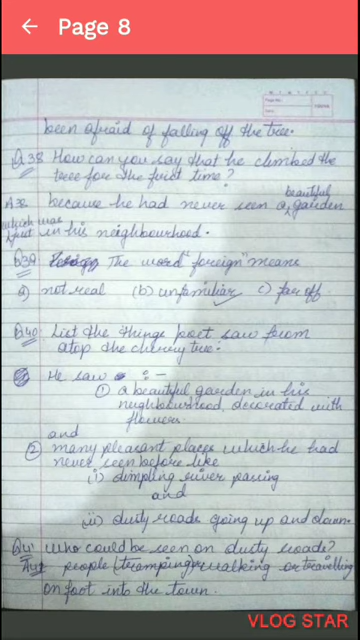 ← Page 8
been afraid of falling off the tree.
Q38 How can you say that he climbed the
tree for the first time?
A38 because he had never seen a beautiful garden
which was just in his neighbourhood.
Q39 The word "foreign" means
a) not real (b) unfamiliar ✓ c) far off.
Q40 List the things poet saw from
atop the cherry tree.
He saw :—
① a beautiful garden in his
neighbourhood, decorated with
flowers.
and
② many pleasant places which he had
never seen before like
(i) dimpling river passing
and
(ii) dusty roads going up and down.
Q41 Who could be seen on dusty roads?
A41 people (tramping) walking or travelling
on foot into the town.
VLOG STAR